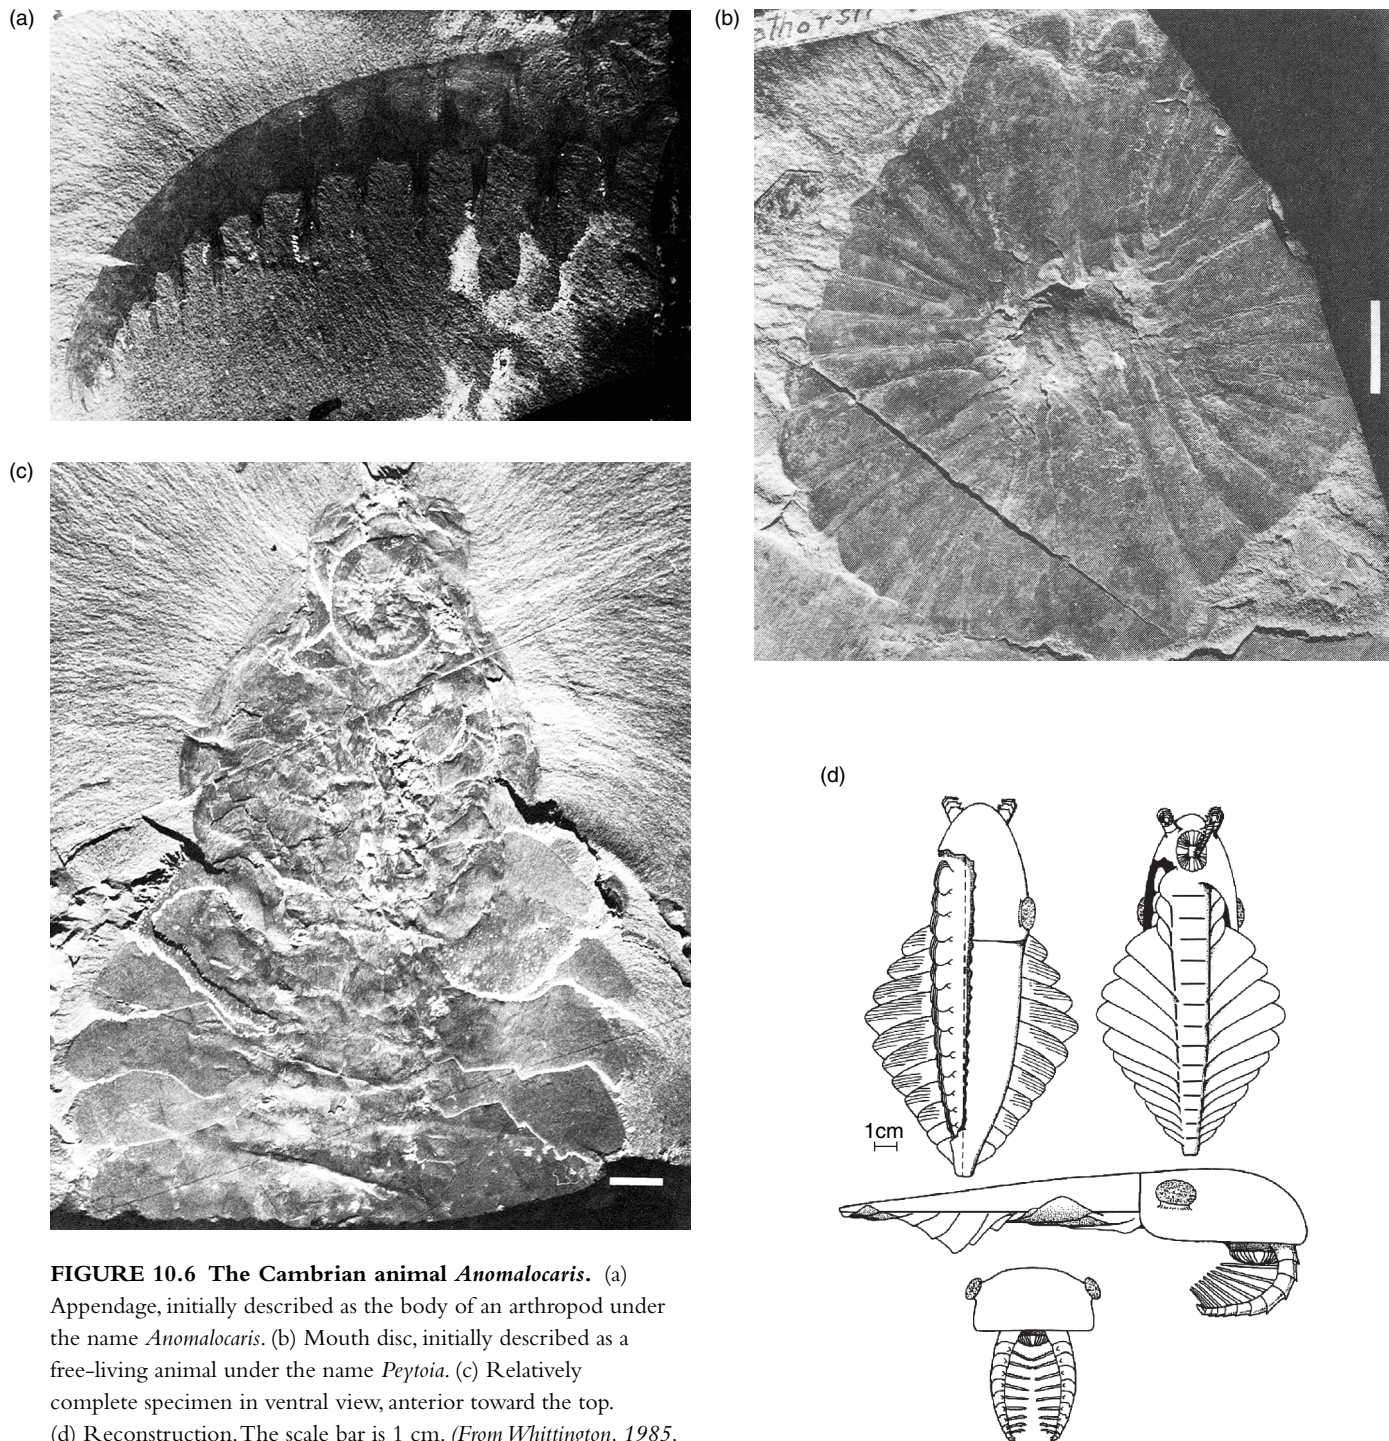 (a)
(b)
(c)
(d)
1cm
FIGURE 10.6 The Cambrian animal Anomalocaris. (a)
Appendage, initially described as the body of an arthropod under
the name Anomalocaris. (b) Mouth disc, initially described as a
free-living animal under the name Peytoia. (c) Relatively
complete specimen in ventral view, anterior toward the top.
(d) Reconstruction. The scale bar is 1 cm. (From Whittington, 1985,